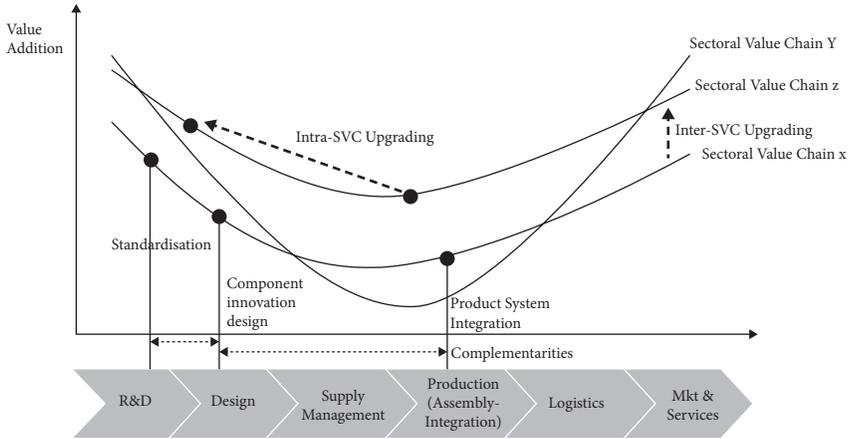 Value
Addition
Sectoral Value Chain Y
Sectoral Value Chain z
Intra-SVC Upgrading
Inter-SVC Upgrading
Sectoral Value Chain x
Standardisation
Component
innovation
design
Product System
Integration
Complementarities
R&D
Design
Supply
Management
Production
(Assembly-
Integration)
Logistics
Mkt &
Services